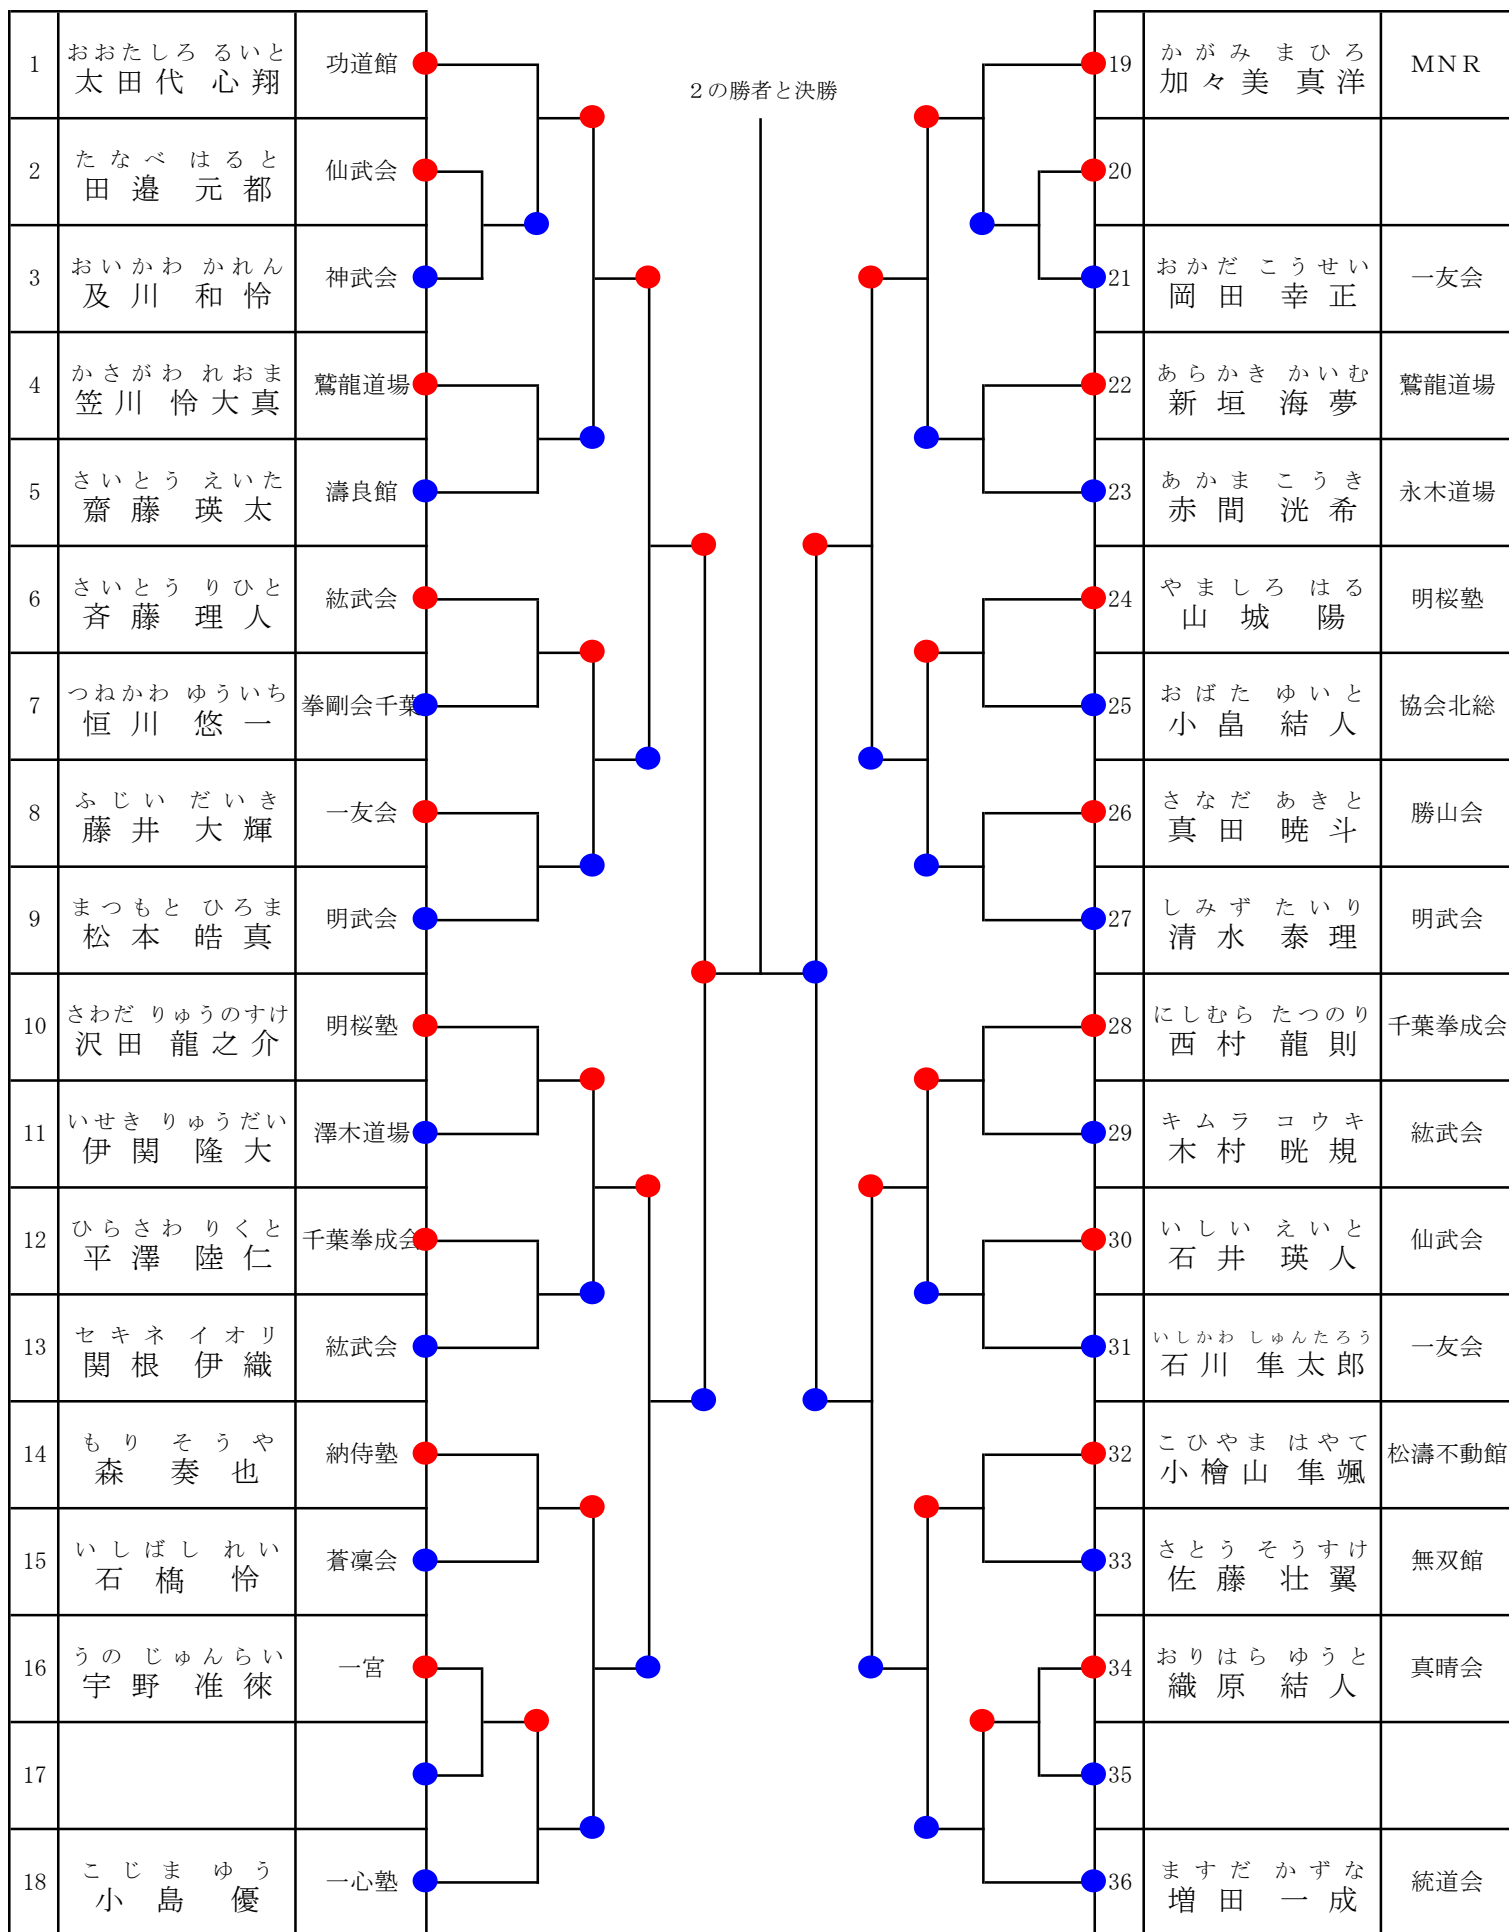 ２の勝者と決勝
おおたしろ るいと
1 太田代 心翔 功道館
たなべ はると
2 田邉 元都 仙武会
おいかわ かれん
3 及川 和怜 神武会
かさがわ れおま
4 笠川 怜大真 鷲龍道場
さいとう えいた
5 齋藤 瑛太 濤良館
さいとう りひと
6 斉藤 理人 紘武会
つねかわ ゆういち
7 恒川 悠一 拳剛会千葉
ふじい だいき
8 藤井 大輝 一友会
まつもと ひろま
9 松本 皓真 明武会
さわだ りゅうのすけ
10 沢田 龍之介 明桜塾
いせき りゅうだい
11 伊関 隆大 澤木道場
ひらさわ りくと
12 平澤 陸仁 千葉拳成会
セキネ イオリ
13 関根 伊織 紘武会
もり そうや
14 森 奏也 納侍塾
いしばし れい
15 石橋 怜 蒼凜会
うの じゅんらい
16 宇野 准徠 一宮
17
こじま ゆう
18 小島 優 一心塾
かがみ まひろ
19 加々美 真洋 ＭＮＲ
20
おかだ こうせい
21 岡田 幸正 一友会
あらかき かいむ
22 新垣 海夢 鷲龍道場
あかま こうき
23 赤間 洸希 永木道場
やましろ はる
24 山城 陽 明桜塾
おばた ゆいと
25 小畠 結人 協会北総
さなだ あきと
26 真田 暁斗 勝山会
しみず たいり
27 清水 泰理 明武会
にしむら たつのり
28 西村 龍則 千葉拳成会
キムラ コウキ
29 木村 晄規 紘武会
いしい えいと
30 石井 瑛人 仙武会
いしかわ しゅんたろう
31 石川 隼太郎 一友会
こひやま はやて
32 小檜山 隼颯 松濤不動館
さとう そうすけ
33 佐藤 壮翼 無双館
おりはら ゆうと
34 織原 結人 真晴会
35
ますだ かずな
36 増田 一成 統道会